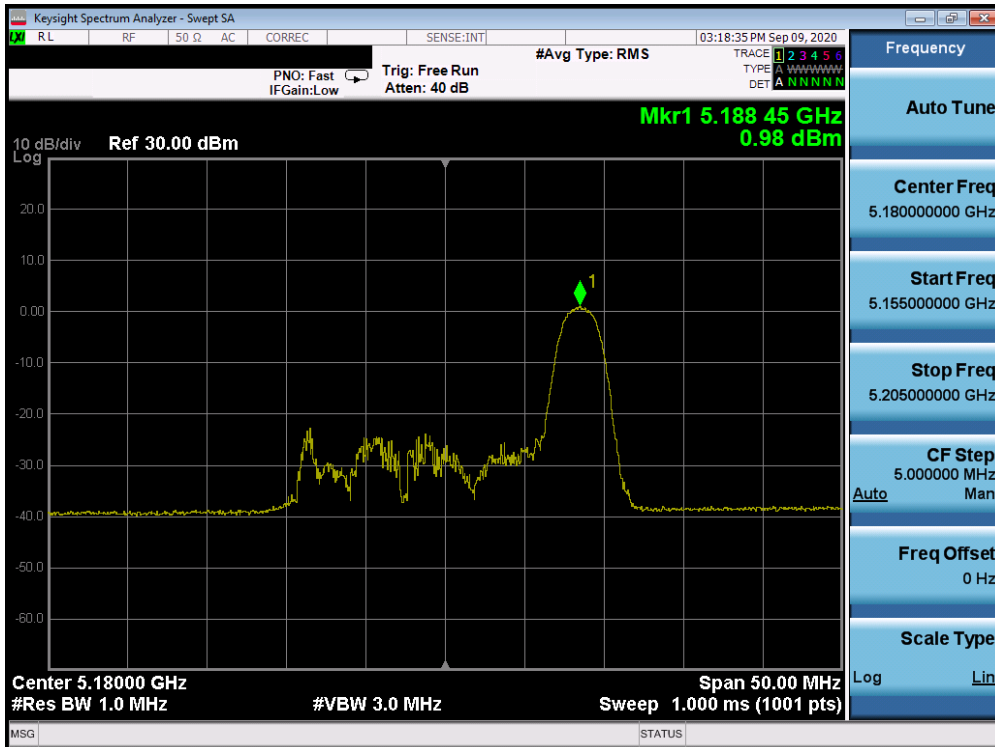 Keysight Spectrum Analyzer - Swept SA
LXI RL RF 50 Ω AC CORREC SENSE:INT 03:18:35 PM Sep 09, 2020
#Avg Type: RMS
TRACE 1 2 3 4 5 6
PNO: Fast Trig: Free Run TYPE A WWWWW
IFGain:Low Atten: 40 dB DET A N N N N N
Mkr1 5.188 45 GHz
0.98 dBm
10 dB/div Ref 30.00 dBm
Log
20.0
1
10.0
0.00
-10.0
-20.0
-30.0
-40.0
-50.0
-60.0
Center 5.18000 GHz Span 50.00 MHz
#Res BW 1.0 MHz #VBW 3.0 MHz Sweep 1.000 ms (1001 pts)
MSG STATUS
Frequency
Auto Tune
Center Freq
5.180000000 GHz
Start Freq
5.155000000 GHz
Stop Freq
5.205000000 GHz
CF Step
5.000000 MHz
Auto Man
Freq Offset
0 Hz
Scale Type
Log Lin